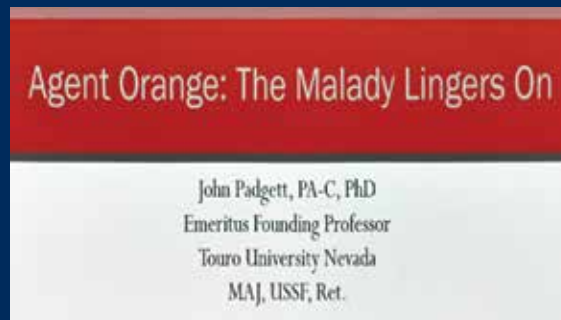 Agent Orange: The Malady Lingers On
John Padgett, PA-C, PhD
Emeritus Founding Professor
Touro University Nevada
MAJ, USSF, Ret.